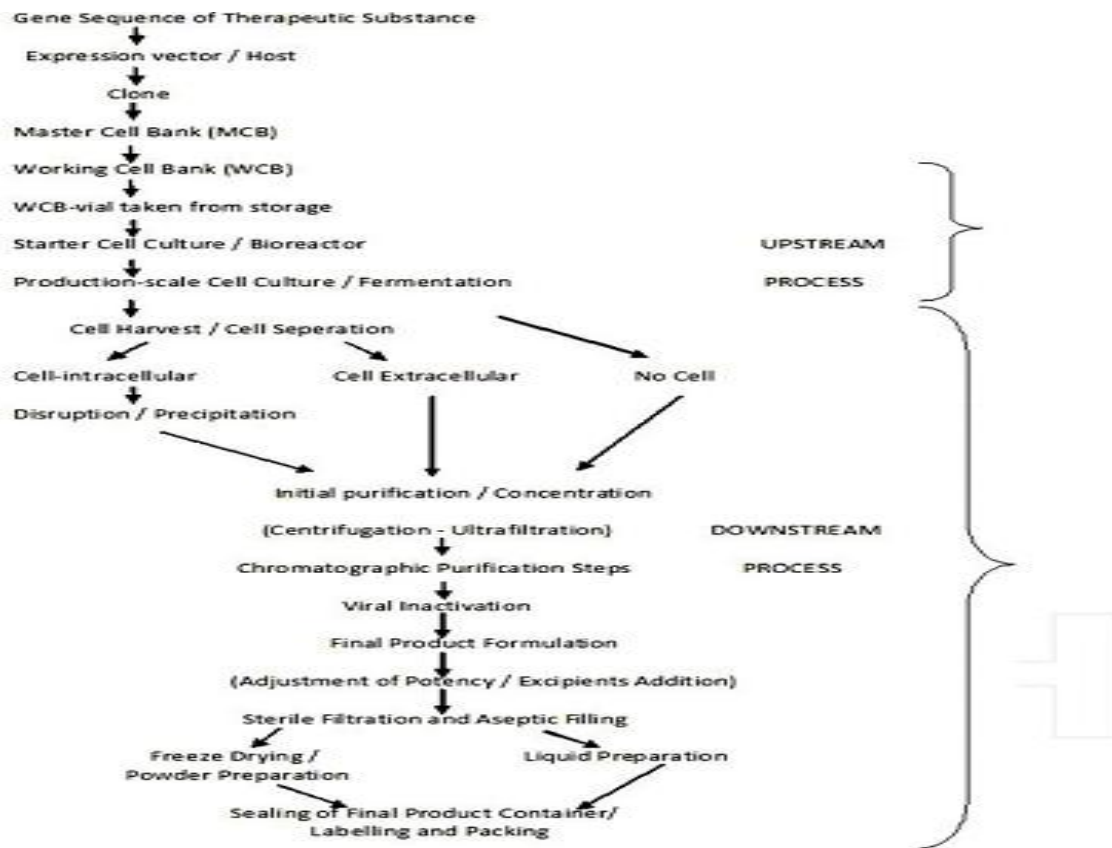 Gene Sequence of Therapeutic Substance
Expression vector / Host
Clone
Master Cell Bank (MCB)
Working Cell Bank (WCB)
WCB-vial taken from storage
Starter Cell Culture / Bioreactor
UPSTREAM
Production-scale Cell Culture / Fermentation
PROCESS
Cell Harvest / Cell Seperation
Cell-intracellular
Cell Extracellular
No Cell
Disruption / Precipitation
Initial purification / Concentration
(Centrifugation - Ultrafiltration)
DOWNSTREAM
Chromatographic Purification Steps
PROCESS
Viral Inactivation
Final Product Formulation
(Adjustment of Potency / Excipients Addition)
Sterile Filtration and Aseptic Filling
Freeze Drying /
Powder Preparation
Liquid Preparation
Sealing of Final Product Container/
Labelling and Packing